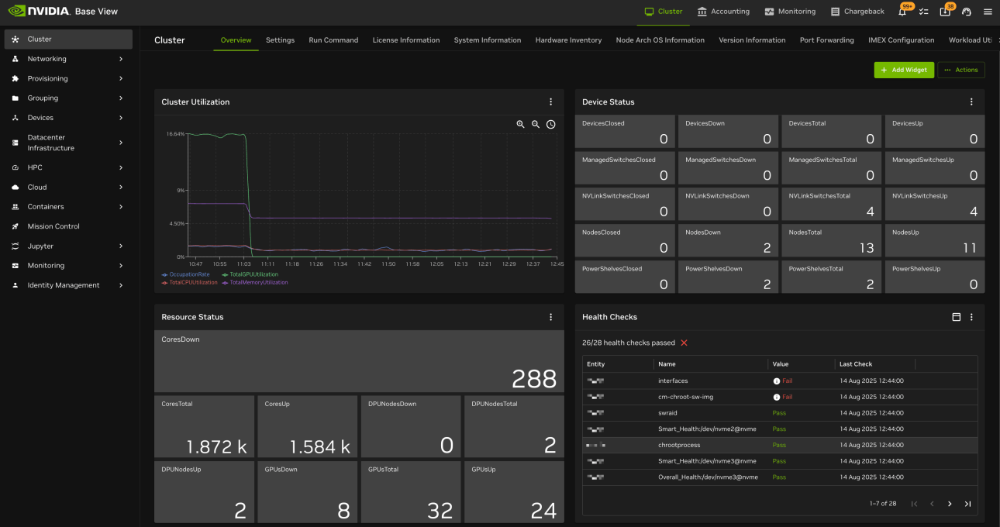 NVIDIA. Base View
Cluster
Accounting
Monitoring
Chargeback
99+
38
Cluster
Networking
Provisioning
Grouping
Devices
Datacenter
Infrastructure
HPC
Cloud
Containers
Mission Control
Jupyter
Monitoring
Identity Management
Cluster
Overview
Settings
Run Command
License Information
System Information
Hardware Inventory
Node Arch OS Information
Version Information
Port Forwarding
IMEX Configuration
Workload Uti
+ Add Widget
Actions
Cluster Utilization
16.64%
9%
4.50%
0%
10:47 10:55 11:03 11:11 11:18 11:26 11:34 11:42 11:50 11:58 12:05 12:13 12:21 12:29 12:37 12:45
OccupationRate TotalGPUUtilization
TotalCPUUtilization TotalMemoryUtilization
Device Status
DevicesClosed DevicesDown DevicesTotal DevicesUp
0 0 0 0
ManagedSwitchesClosed ManagedSwitchesDown ManagedSwitchesTotal ManagedSwitchesUp
0 0 0 0
NVLinkSwitchesClosed NVLinkSwitchesDown NVLinkSwitchesTotal NVLinkSwitchesUp
0 0 4 4
NodesClosed NodesDown NodesTotal NodesUp
0 2 13 11
PowerShelvesClosed PowerShelvesDown PowerShelvesTotal PowerShelvesUp
0 2 2 0
Resource Status
CoresDown
288
CoresTotal CoresUp DPUNodesDown DPUNodesTotal
1.872 k 1.584 k 0 2
DPUNodesUp GPUsDown GPUsTotal GPUsUp
2 8 32 24
Health Checks
26/28 health checks passed
Entity Name Value Last Check
interfaces Fail 14 Aug 2025 12:44:00
cm-chroot-sw-img Fail 14 Aug 2025 12:44:00
swraid Pass 14 Aug 2025 12:44:00
Smart_Health:/dev/nvme2@nvme Pass 14 Aug 2025 12:44:00
chrootprocess Pass 14 Aug 2025 12:44:00
Smart_Health:/dev/nvme3@nvme Pass 14 Aug 2025 12:44:00
Overall_Health:/dev/nvme3@nvme Pass 14 Aug 2025 12:44:00
1–7 of 28